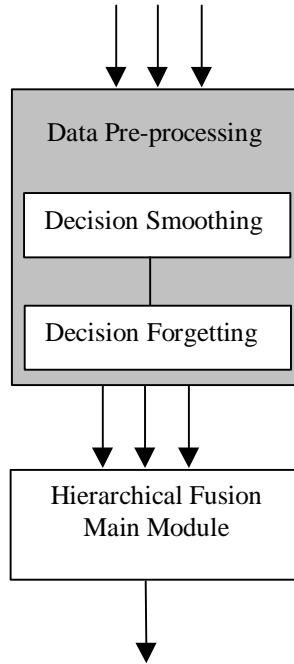 Data Pre-processing
Decision Smoothing
Decision Forgetting
Hierarchical Fusion
Main Module